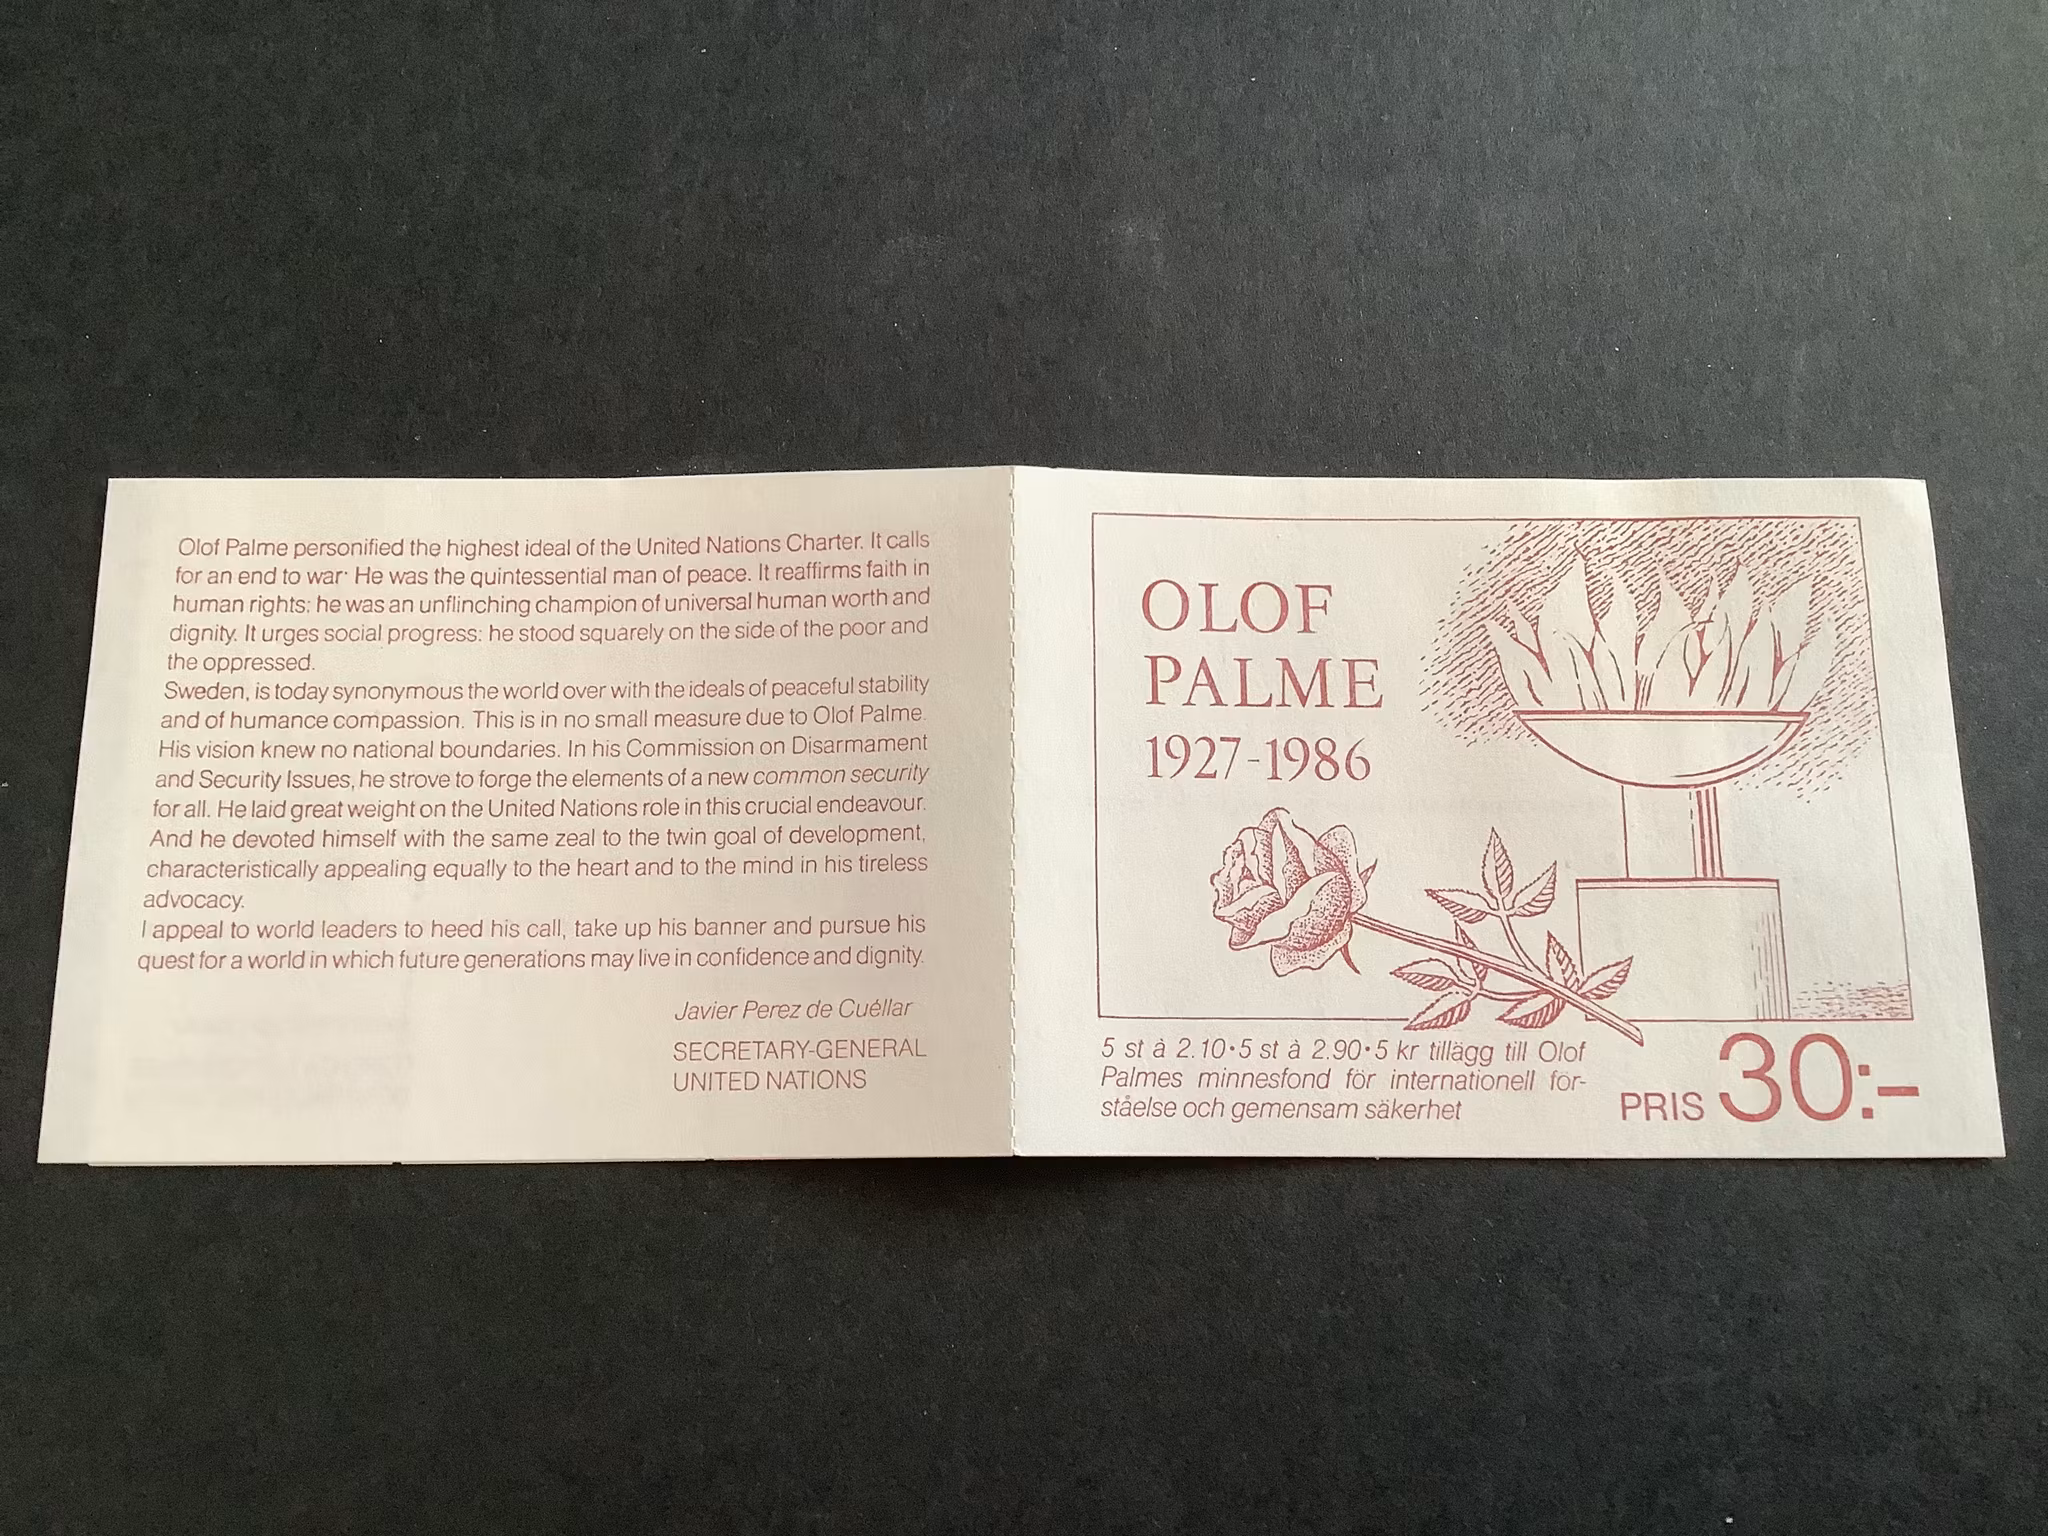 Olof Palme personified the highest ideal of the United Nations Charter. It calls
for an end to war· He was the quintessential man of peace. It reaffirms faith in
human rights: he was an unflinching champion of universal human worth and
dignity. It urges social progress: he stood squarely on the side of the poor and
the oppressed.
Sweden, is today synonymous the world over with the ideals of peaceful stability
and of humance compassion. This is in no small measure due to Olof Palme.
His vision knew no national boundaries. In his Commission on Disarmament
and Security Issues, he strove to forge the elements of a new common security
for all. He laid great weight on the United Nations role in this crucial endeavour.
And he devoted himself with the same zeal to the twin goal of development,
characteristically appealing equally to the heart and to the mind in his tireless
advocacy.
I appeal to world leaders to heed his call, take up his banner and pursue his
quest for a world in which future generations may live in confidence and dignity.
Javier Perez de Cuéllar
SECRETARY-GENERAL
UNITED NATIONS
OLOF
PALME
1927-1986
5 st à 2.10•5 st à 2.90•5 kr tillägg till Olof
Palmes minnesfond för internationell för-
ståelse och gemensam säkerhet
PRIS 30:-